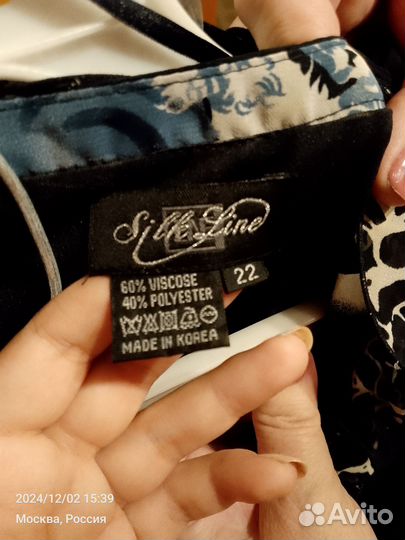 Silk Line
22
60% VISCOSE
40% POLYESTER
MADE IN KOREA
2024/12/02 15:39
Москва, Россия
Avito